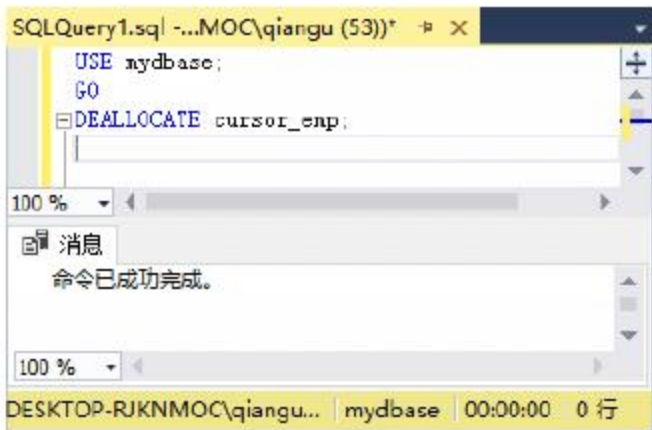 SQLQuery1.sql -...MOC\qiangu (53))*
USE mydbase;
GO
DEALLOCATE cursor_emp;
100 %
消息
命令已成功完成。
100 %
DESKTOP-RJKNMOC\qiangu... mydbase 00:00:00 0 行